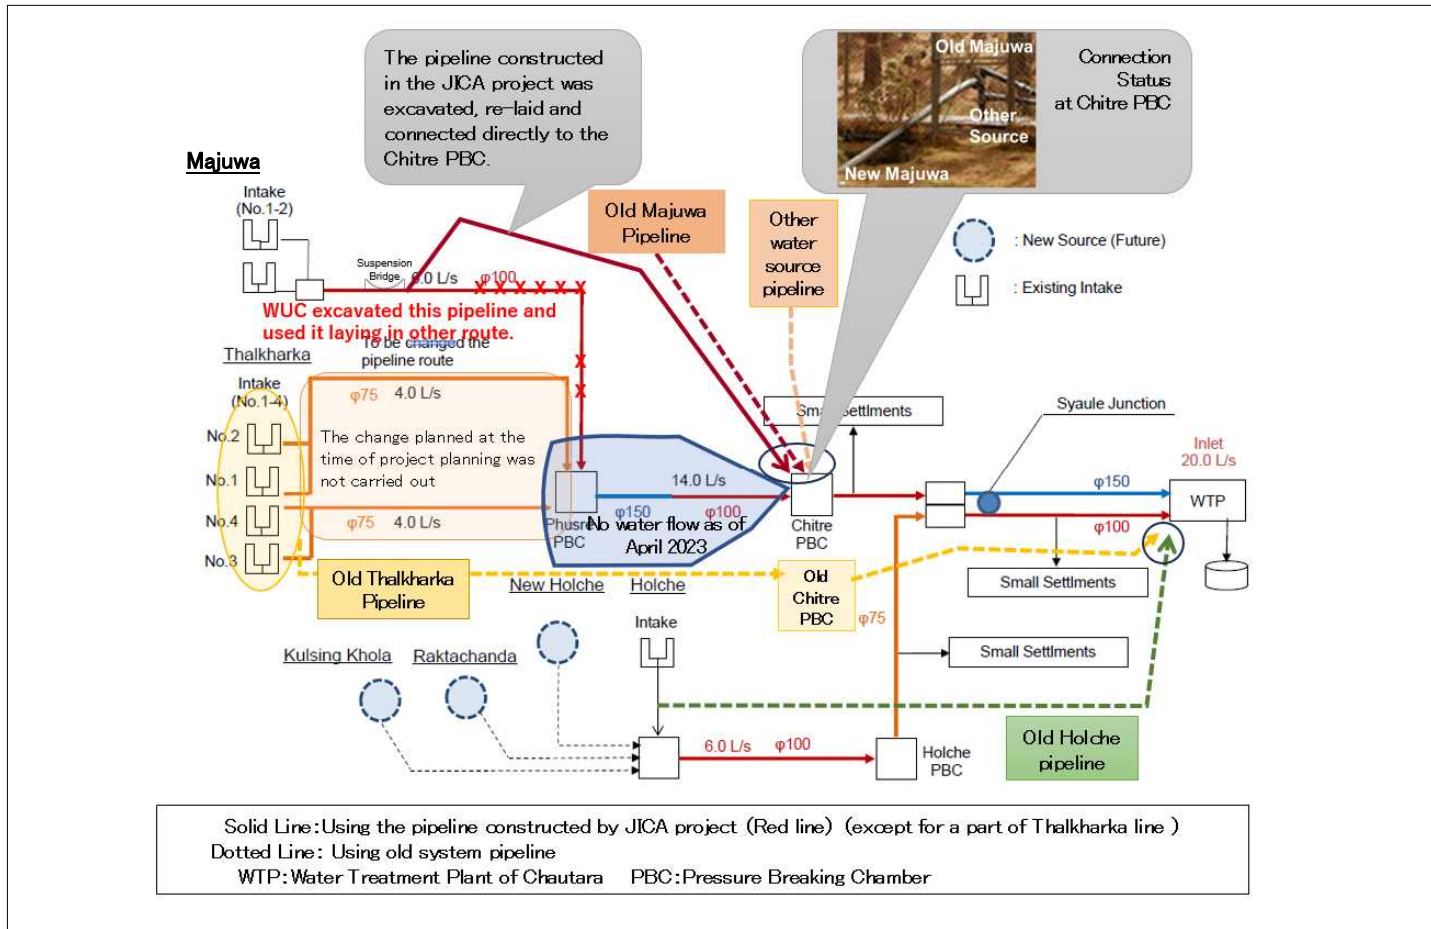 The pipeline constructed
in the JICA project was
excavated, re-laid and
connected directly to the
Chitre PBC.
Old Majuwa
Other
Source
New Majuwa
Connection
Status
at Chitre PBC
Majuwa
Intake
(No.1-2)
Suspension
Bridge
6.0 L/s
φ100
X X X X X X
WUC excavated this pipeline and
used it laying in other route.
To be changed the
pipeline route
X
X
Old Majuwa
Pipeline
Other
water
source
pipeline
: New Source (Future)
: Existing Intake
Thalkharka
Intake
(No.1-4)
φ75
4.0 L/s
No.2
No.1
No.4
No.3
The change planned at the
time of project planning was
not carried out
φ75
4.0 L/s
Small Settlments
Syaule Junction
Inlet
20.0 L/s
14.0 L/s
φ150
φ100
Phusre
PBC
No water flow as of
April 2023
Chitre
PBC
φ150
φ100
WTP
Small Settlments
Old Thalkharka
Pipeline
New Holche
Holche
Old
Chitre
PBC
φ75
Intake
Kulsing Khola
Raktachanda
Small Settlments
6.0 L/s
φ100
Holche
PBC
Old Holche
pipeline
Solid Line:Using the pipeline constructed by JICA project (Red line) (except for a part of Thalkharka line )
Dotted Line: Using old system pipeline
WTP:Water Treatment Plant of Chautara PBC:Pressure Breaking Chamber